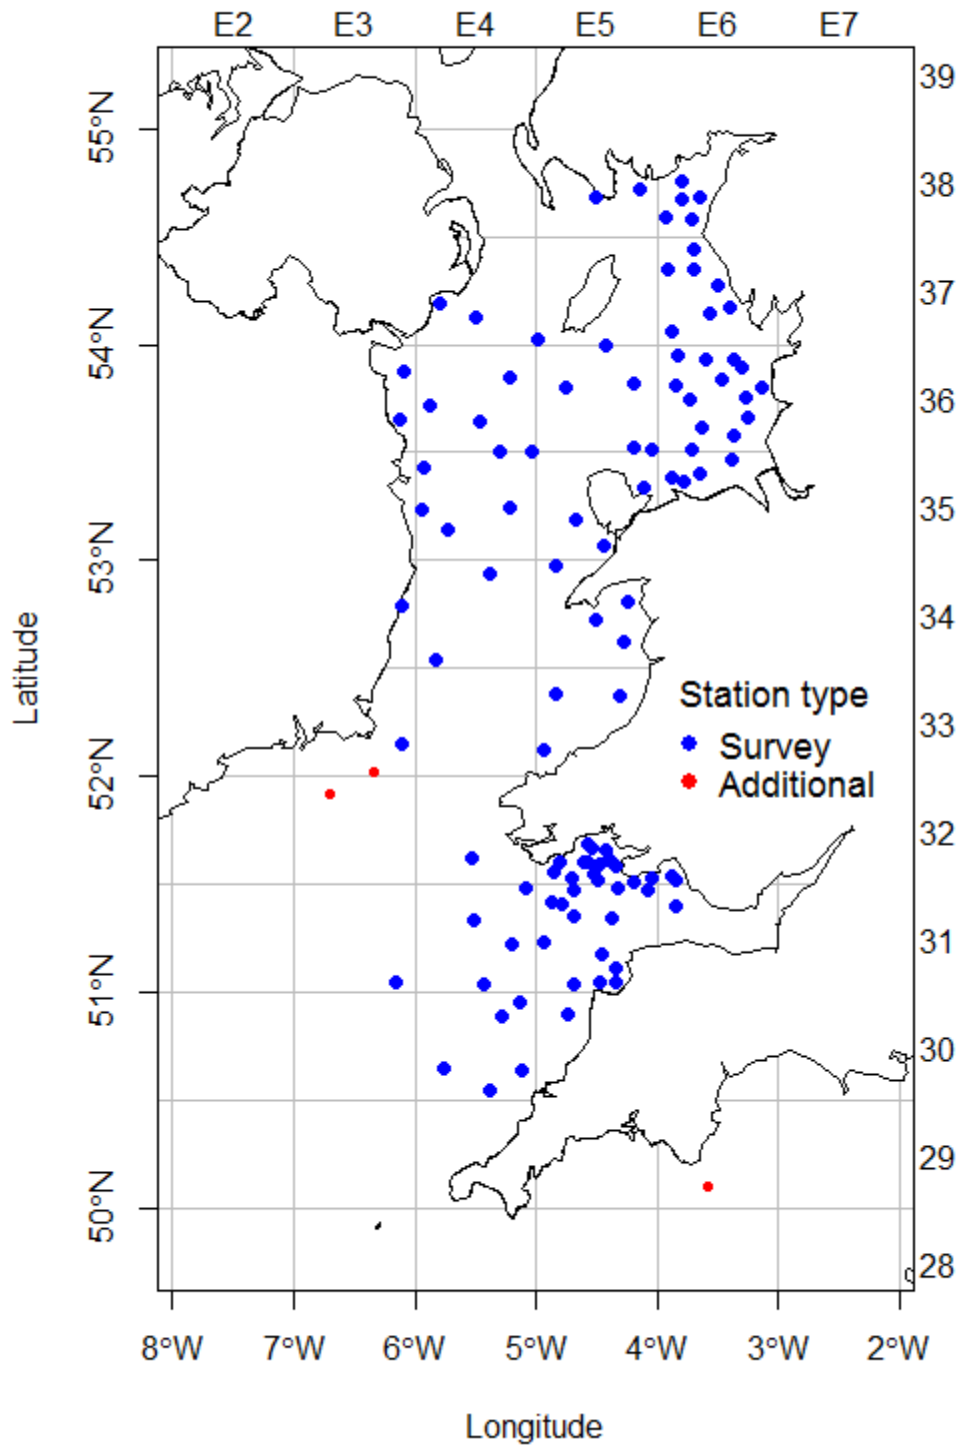 E2 E3 E4 E5 E6 E7
39
55°N
38
37
54°N
36
35
53°N
34
Latitude
Station type
33
Survey
52°N
Additional
32
31
51°N
30
29
50°N
28
8°W 7°W 6°W 5°W 4°W 3°W 2°W
Longitude